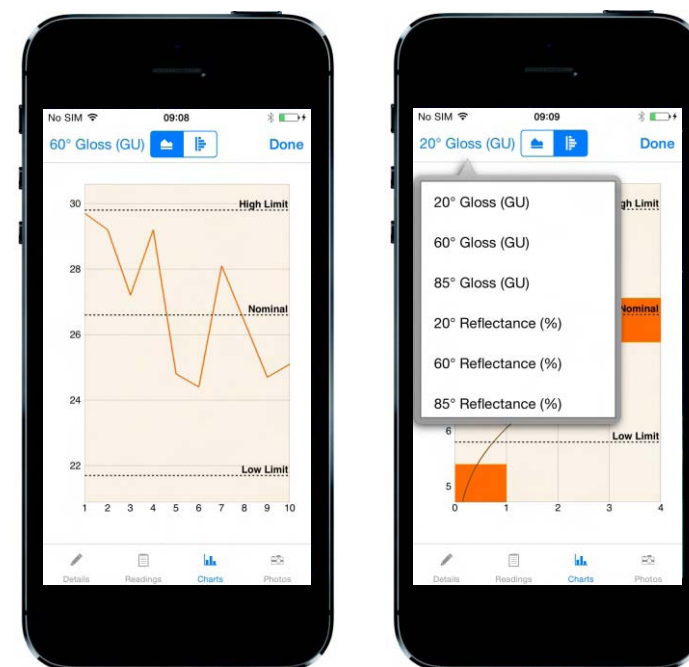 No SIM 09:08
60° Gloss (GU) Done
30
High Limit
28
Nominal
26
24
22
Low Limit
1 2 3 4 5 6 7 8 9 10
Details Readings Charts Photos
No SIM 09:09
20° Gloss (GU) Done
20° Gloss (GU)
gh Limit
60° Gloss (GU)
85° Gloss (GU)
Nominal
20° Reflectance (%)
60° Reflectance (%)
85° Reflectance (%)
6
Low Limit
5
0 1 2 3 4
Details Readings Charts Photos